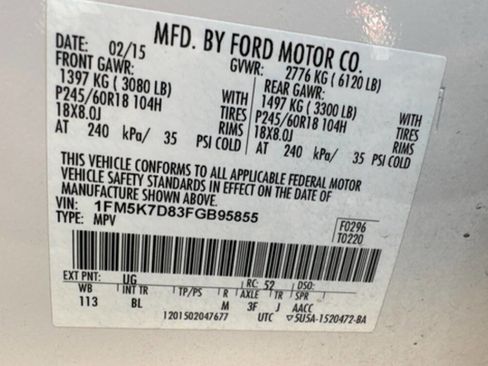 MFD. BY FORD MOTOR CO.
DATE: 02/15 GVWR: 2776 KG (6120 LB)
FRONT GAWR: REAR GAWR:
1397 KG (3080 LB) WITH 1497 KG (3300 LB) WITH
P245/60R18 104H TIRES P245/60R18 104H TIRES
18X8.0J RIMS 18X8.0J RIMS
AT 240 kPa/ 35 PSI COLD AT 240 kPa/ 35 PSI COLD
THIS VEHICLE CONFORMS TO ALL APPLICABLE FEDERAL MOTOR
VEHICLE SAFETY STANDARDS IN EFFECT ON THE DATE OF
MANUFACTURE SHOWN ABOVE.
VIN: 1FM5K7D83FGB95855 F0296
TYPE: MPV T0220
EXT PNT: UG RC: 52 DSO:
WB INT TR TP/PS R AXLE TR SPR
113 BL M 3F J AACC
1201502047677 UTC 5U5A-1520472-BA